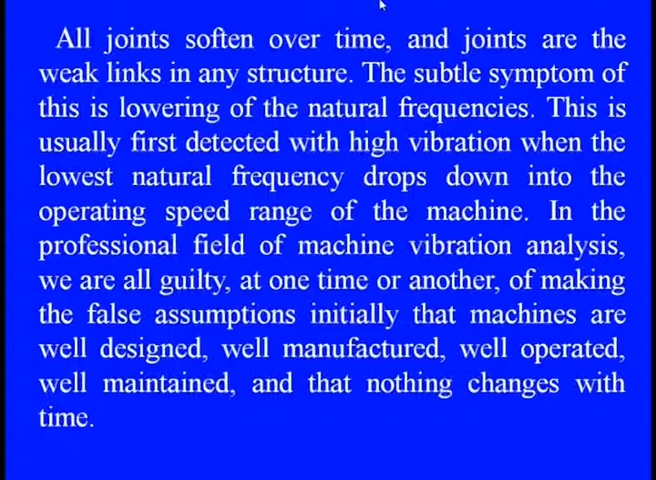 All joints soften over time, and joints are the
weak links in any structure. The subtle symptom of
this is lowering of the natural frequencies. This is
usually first detected with high vibration when the
lowest natural frequency drops down into the
operating speed range of the machine. In the
professional field of machine vibration analysis,
we are all guilty, at one time or another, of making
the false assumptions initially that machines are
well designed, well manufactured, well operated,
well maintained, and that nothing changes with
time.